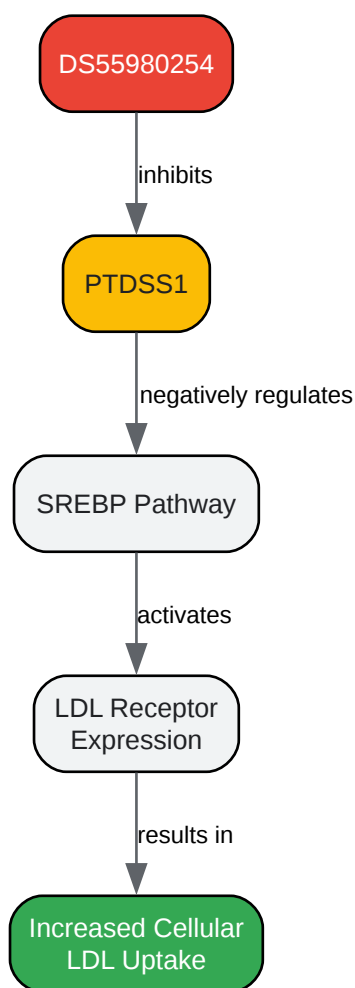 DS55980254
inhibits
PTDSS1
negatively regulates
SREBP Pathway
activates
LDL Receptor
Expression
results in
Increased Cellular
LDL Uptake